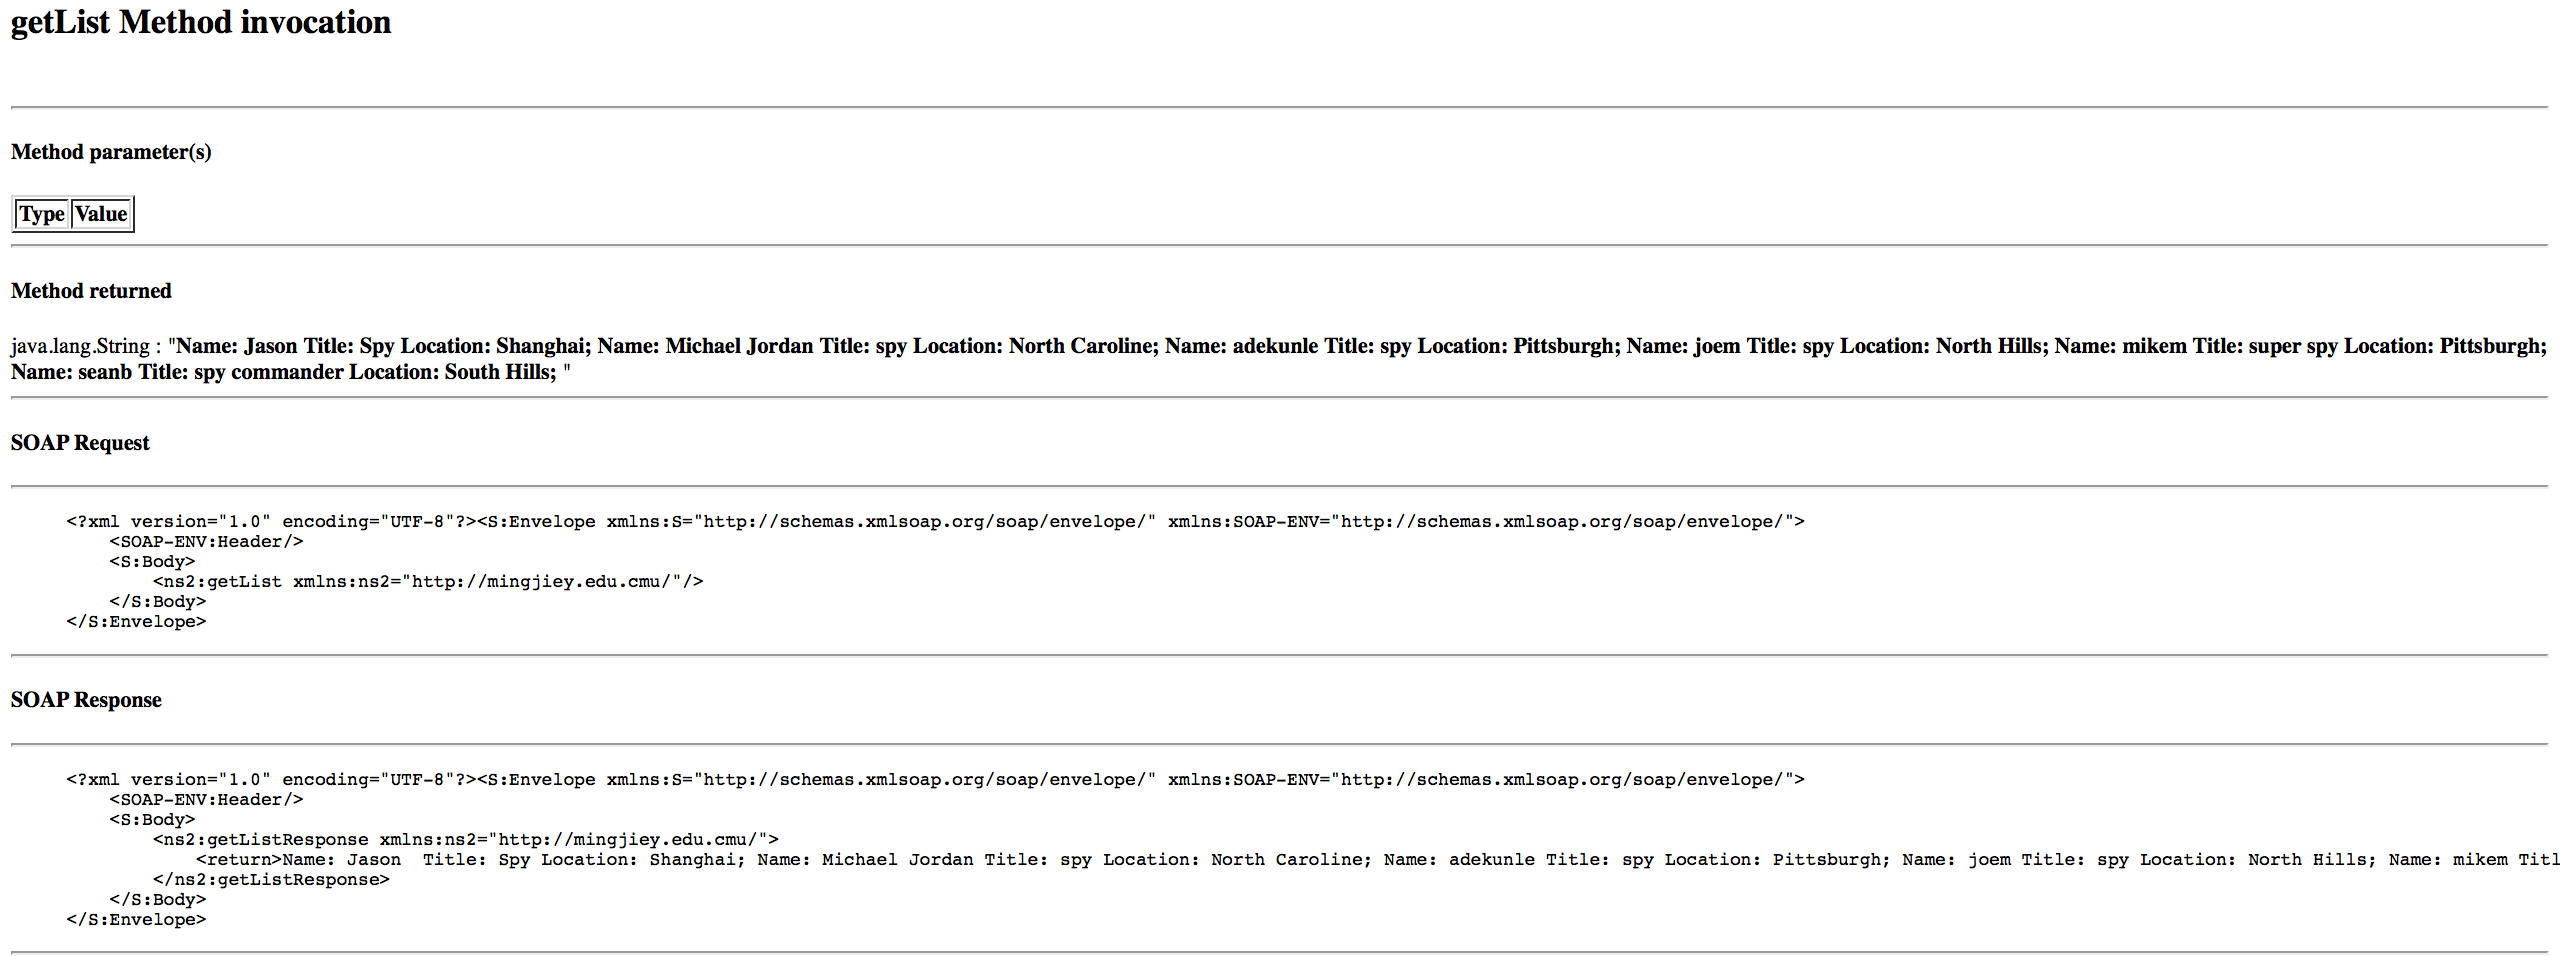 getList Method invocation
Method parameter(s)
Type Value
Method returned
java.lang.String : "Name: Jason Title: Spy Location: Shanghai; Name: Michael Jordan Title: spy Location: North Caroline; Name: adekunle Title: spy Location: Pittsburgh; Name: joem Title: spy Location: North Hills; Name: mikem Title: super spy Location: Pittsburgh;
Name: seanb Title: spy commander Location: South Hills; "
SOAP Request
<?xml version="1.0" encoding="UTF-8"?><S:Envelope xmlns:S="http://schemas.xmlsoap.org/soap/envelope/" xmlns:SOAP-ENV="http://schemas.xmlsoap.org/soap/envelope/">
<SOAP-ENV:Header/>
<S:Body>
<ns2:getList xmlns:ns2="http://mingjiey.edu.cmu/"/>
</S:Body>
</S:Envelope>
SOAP Response
<?xml version="1.0" encoding="UTF-8"?><S:Envelope xmlns:S="http://schemas.xmlsoap.org/soap/envelope/" xmlns:SOAP-ENV="http://schemas.xmlsoap.org/soap/envelope/">
<SOAP-ENV:Header/>
<S:Body>
<ns2:getListResponse xmlns:ns2="http://mingjiey.edu.cmu/">
<return>Name: Jason  Title: Spy Location: Shanghai; Name: Michael Jordan Title: spy Location: North Caroline; Name: adekunle Title: spy Location: Pittsburgh; Name: joem Title: spy Location: North Hills; Name: mikem Titl
</ns2:getListResponse>
</S:Body>
</S:Envelope>